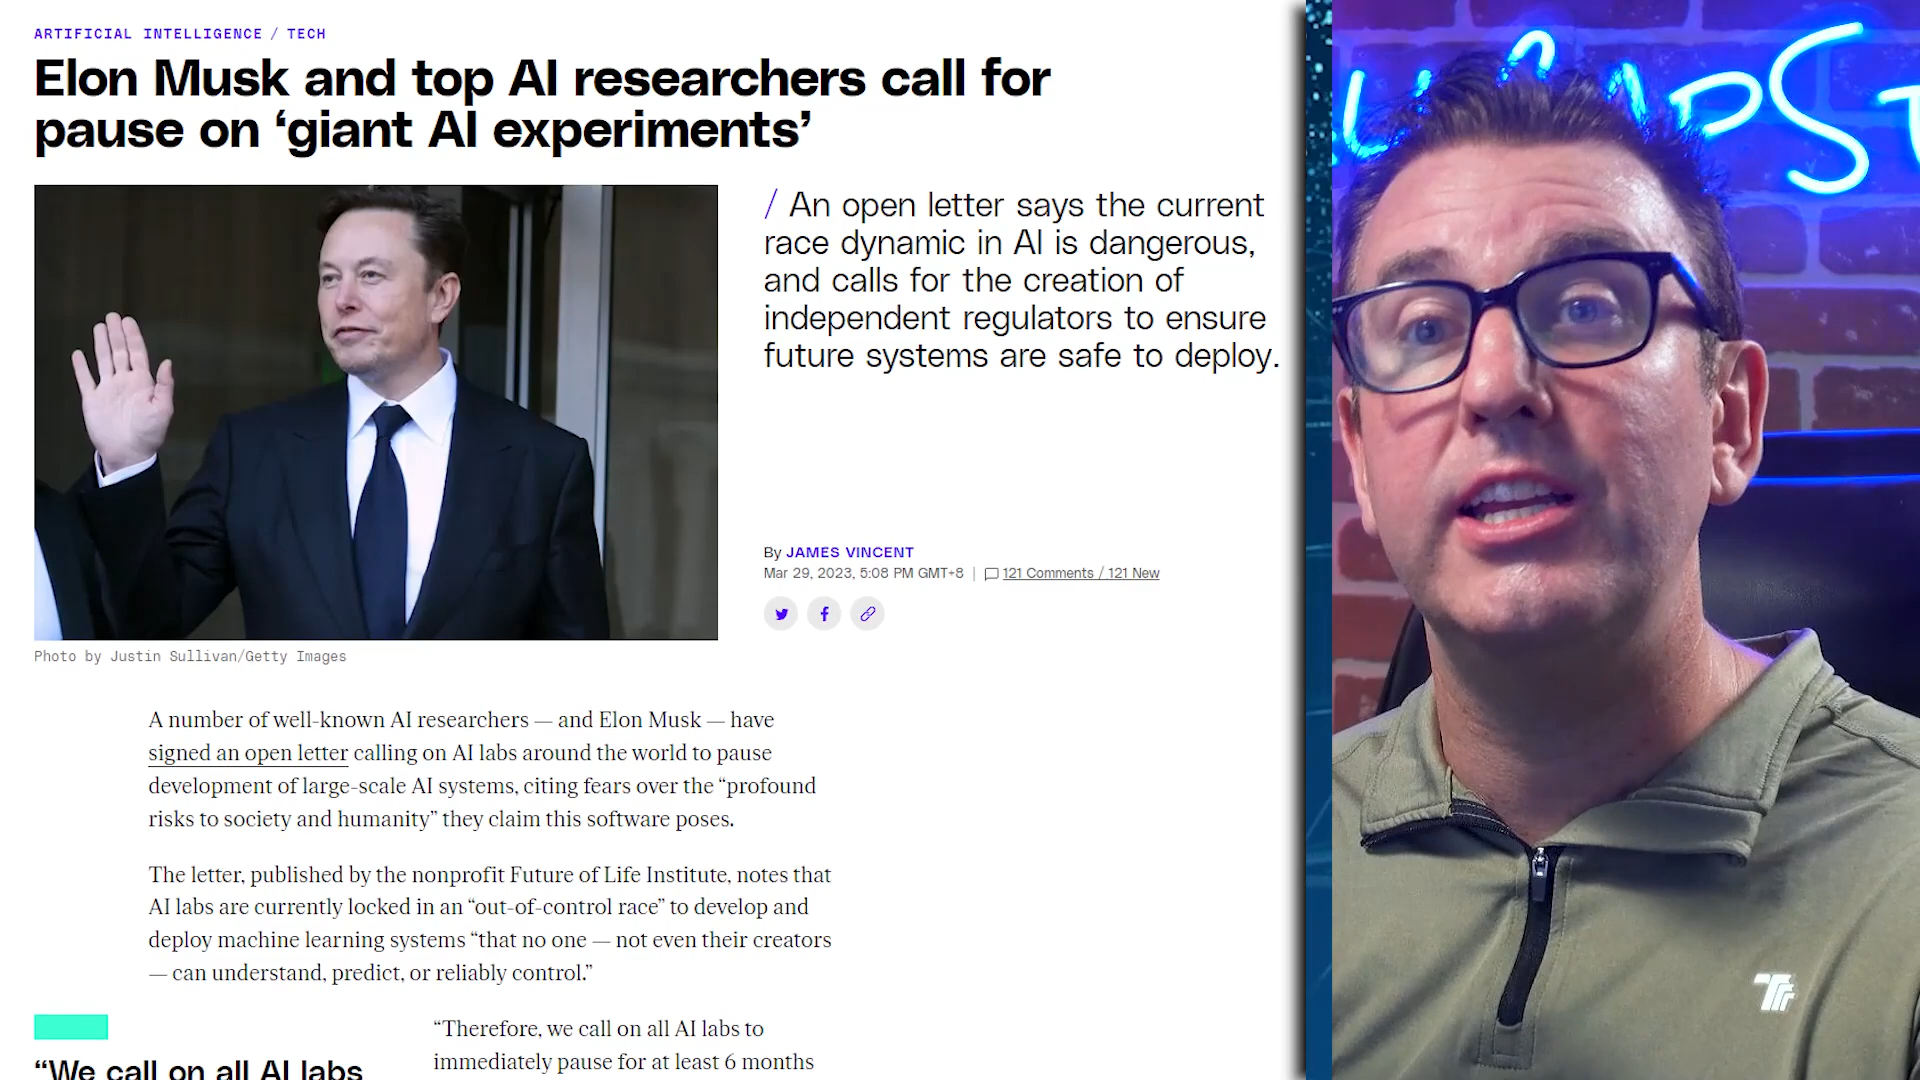 ARTIFICIAL INTELLIGENCE / TECH
Elon Musk and top AI researchers call for
pause on ‘giant AI experiments’
/ An open letter says the current
race dynamic in AI is dangerous,
and calls for the creation of
independent regulators to ensure
future systems are safe to deploy.
By JAMES VINCENT
Mar 29, 2023, 5:08 PM GMT+8 | 121 Comments / 121 New
Photo by Justin Sullivan/Getty Images
A number of well-known AI researchers — and Elon Musk — have
signed an open letter calling on AI labs around the world to pause
development of large-scale AI systems, citing fears over the “profound
risks to society and humanity” they claim this software poses.
The letter, published by the nonprofit Future of Life Institute, notes that
AI labs are currently locked in an “out-of-control race” to develop and
deploy machine learning systems “that no one — not even their creators
— can understand, predict, or reliably control.”
“We call on all AI labs
“Therefore, we call on all AI labs to
immediately pause for at least 6 months